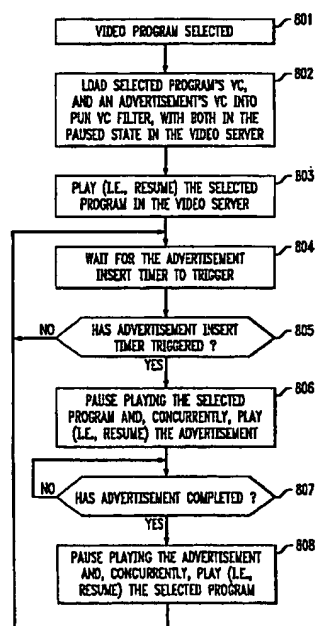 801
VIDEO PROGRAM SELECTED
802
LOAD SELECTED PROGRAM'S VC,
AND AN ADVERTISEMENT'S VC INTO
PUN VC FILTER, WITH BOTH IN THE
PAUSED STATE IN THE VIDEO SERVER
803
PLAY (I.E., RESUME) THE SELECTED
PROGRAM IN THE VIDEO SERVER
804
WAIT FOR THE ADVERTISEMENT
INSERT TIMER TO TRIGGER
805
NO
HAS ADVERTISEMENT INSERT
TIMER TRIGGERED ?
YES
806
PAUSE PLAYING THE SELECTED
PROGRAM AND, CONCURRENTLY, PLAY
(I.E., RESUME) THE ADVERTISEMENT
807
NO
HAS ADVERTISEMENT COMPLETED ?
YES
808
PAUSE PLAYING THE ADVERTISEMENT
AND, CONCURRENTLY, PLAY (I.E.,
RESUME) THE SELECTED PROGRAM